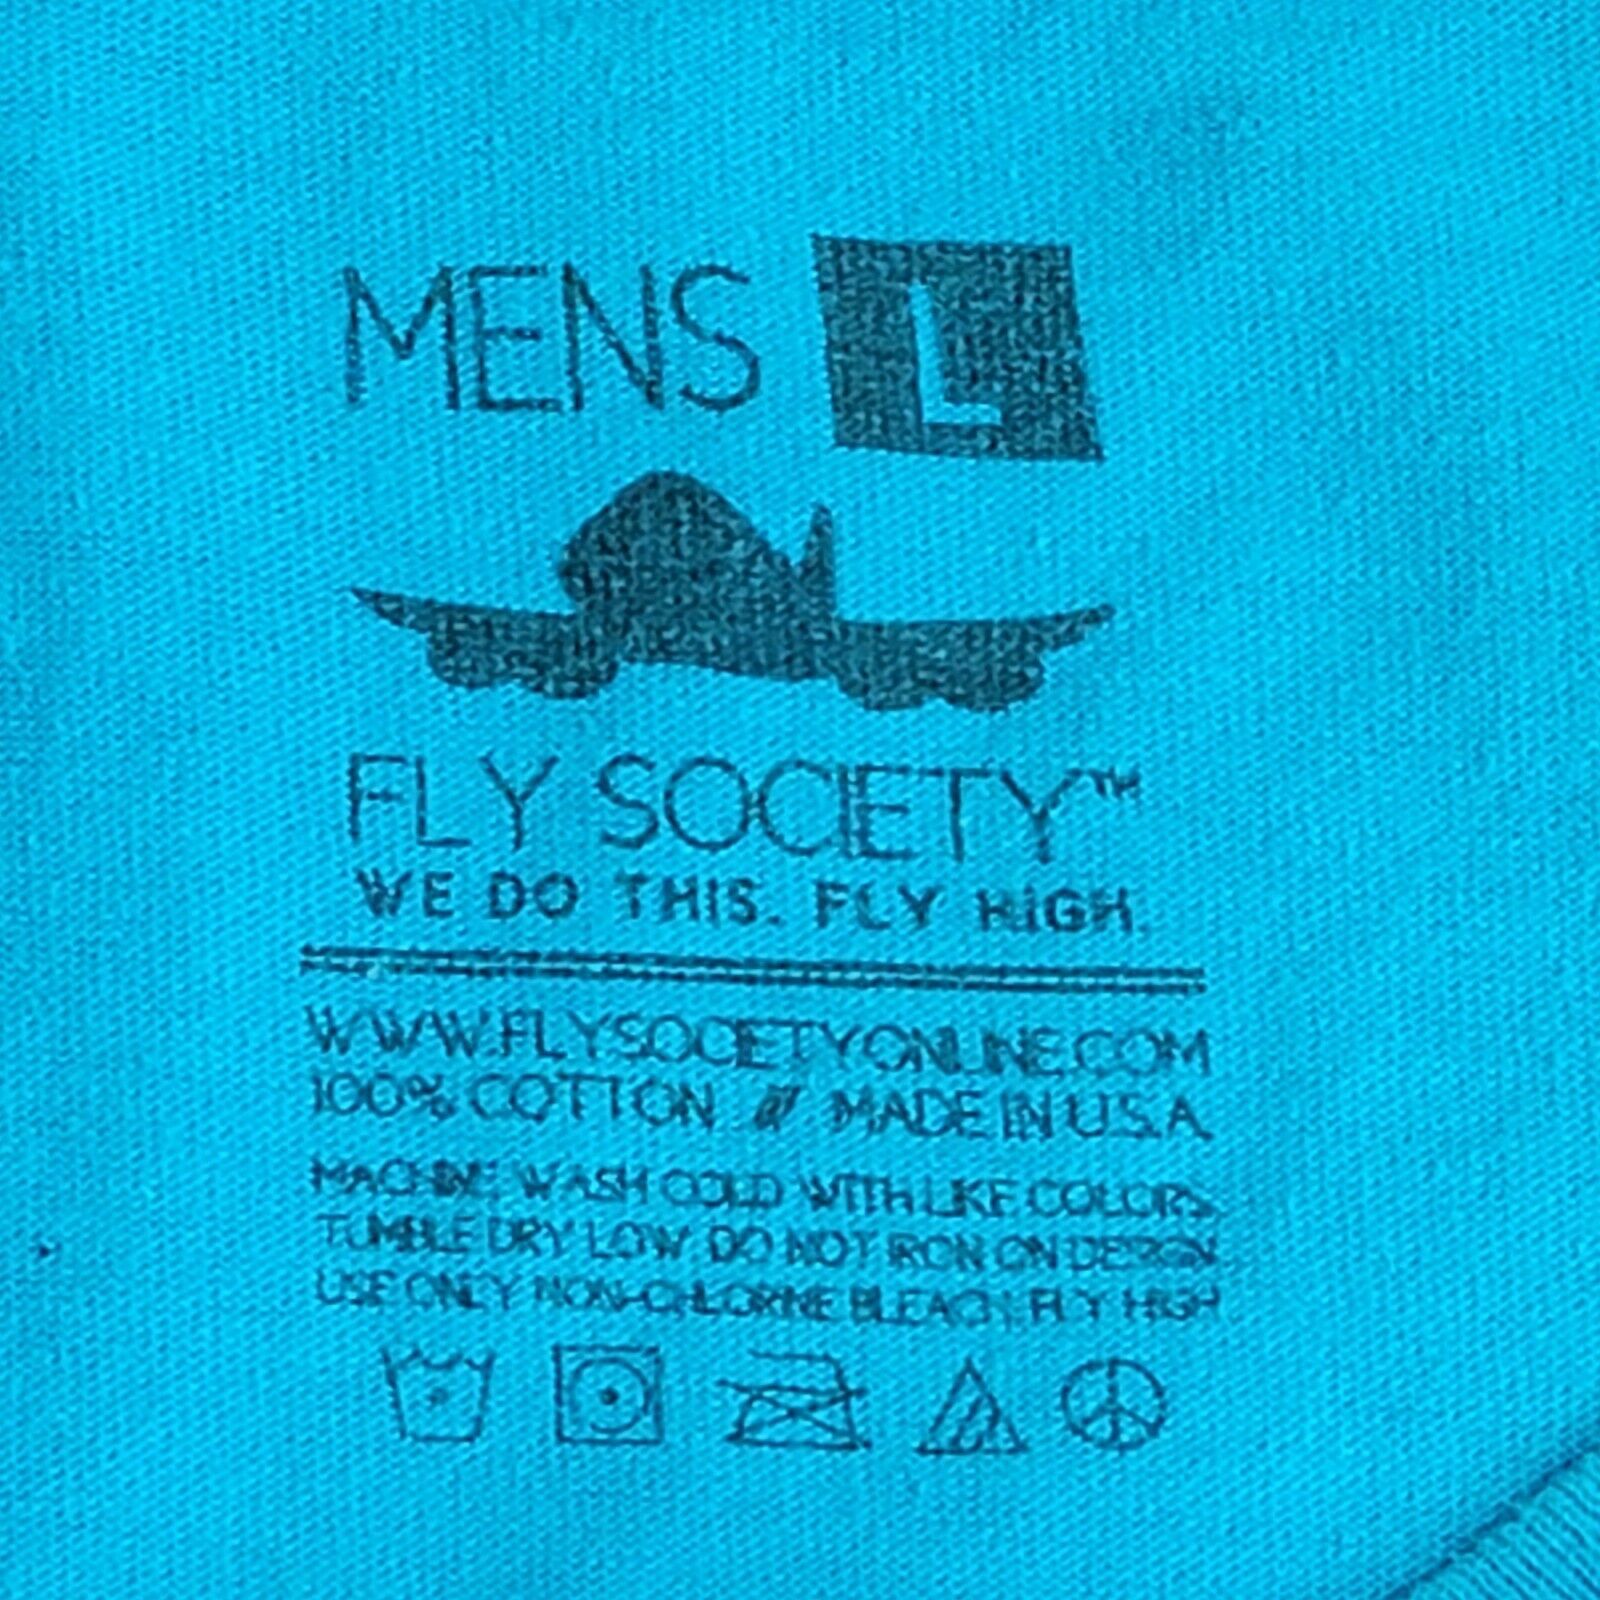 MENS L
FLY SOCIETY™
WE DO THIS. FLY HIGH.
WWW.FLYSOCIETYONLINE.COM
100% COTTON // MADE IN U.S.A.
MACHINE WASH COLD WITH LIKE COLORS.
TUMBLE DRY LOW DO NOT IRON ON DESIGN
USE ONLY NON-CHLORINE BLEACH. FLY HIGH